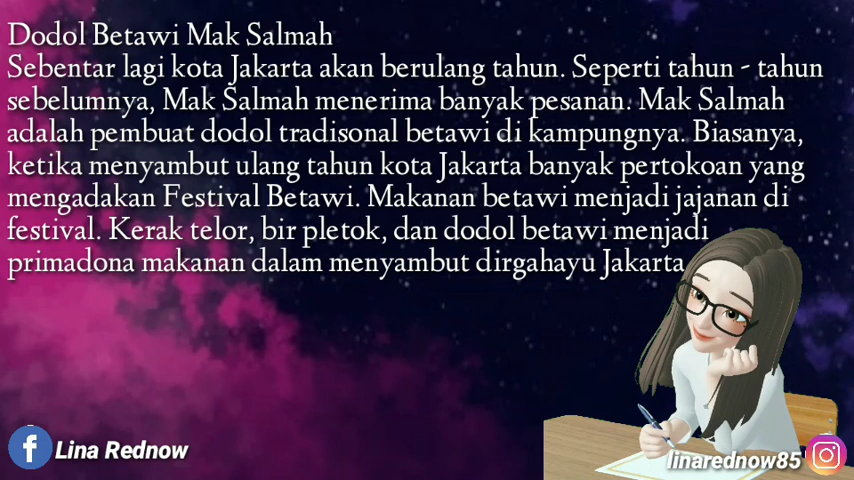 Dodol Betawi Mak Salmah
Sebentar lagi kota Jakarta akan berulang tahun. Seperti tahun - tahun
sebelumnya, Mak Salmah menerima banyak pesanan. Mak Salmah
adalah pembuat dodol tradisonal betawi di kampungnya. Biasanya,
ketika menyambut ulang tahun kota Jakarta banyak pertokoan yang
mengadakan Festival Betawi. Makanan betawi menjadi jajanan di
festival. Kerak telor, bir pletok, dan dodol betawi menjadi
primadona makanan dalam menyambut dirgahayu Jakarta
Lina Rednow
linarednow85